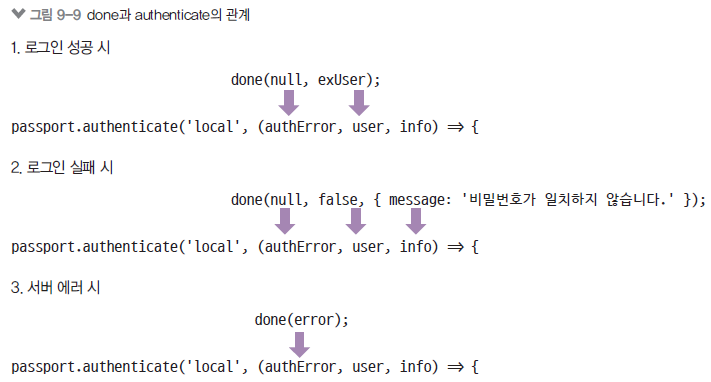 그림 9-9 done과 authenticate의 관계
1. 로그인 성공 시
done(null, exUser);
passport.authenticate('local', (authError, user, info) => {
2. 로그인 실패 시
done(null, false, { message: '비밀번호가 일치하지 않습니다.' });
passport.authenticate('local', (authError, user, info) => {
3. 서버 에러 시
done(error);
passport.authenticate('local', (authError, user, info) => {